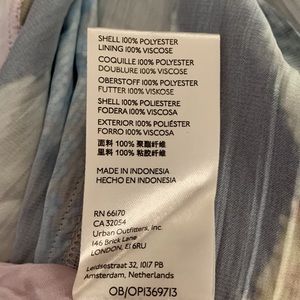 SHELL 100% POLYESTER
LINING 100% VISCOSE
COQUILLE 100% POLYESTER
DOUBLURE 100% VISCOSE
OBERSTOFF 100% POLYESTER
FUTTER 100% VISKOSE
SHELL 100% POLIESTERE
FODERA 100% VISCOSA
EXTERIOR 100% POLIÉSTER
FORRO 100% VISCOSA
面料 100% 聚酯纤维
里料 100% 粘胶纤维
MADE IN INDONESIA
HECHO EN INDONESIA
RN 66170
CA 32054
Urban Outfitters, Inc.
146 Brick Lane
LONDON, E1 6RU
Leidsestraat 32, 1017 PB
Amsterdam, Netherlands
OB/OP1369713